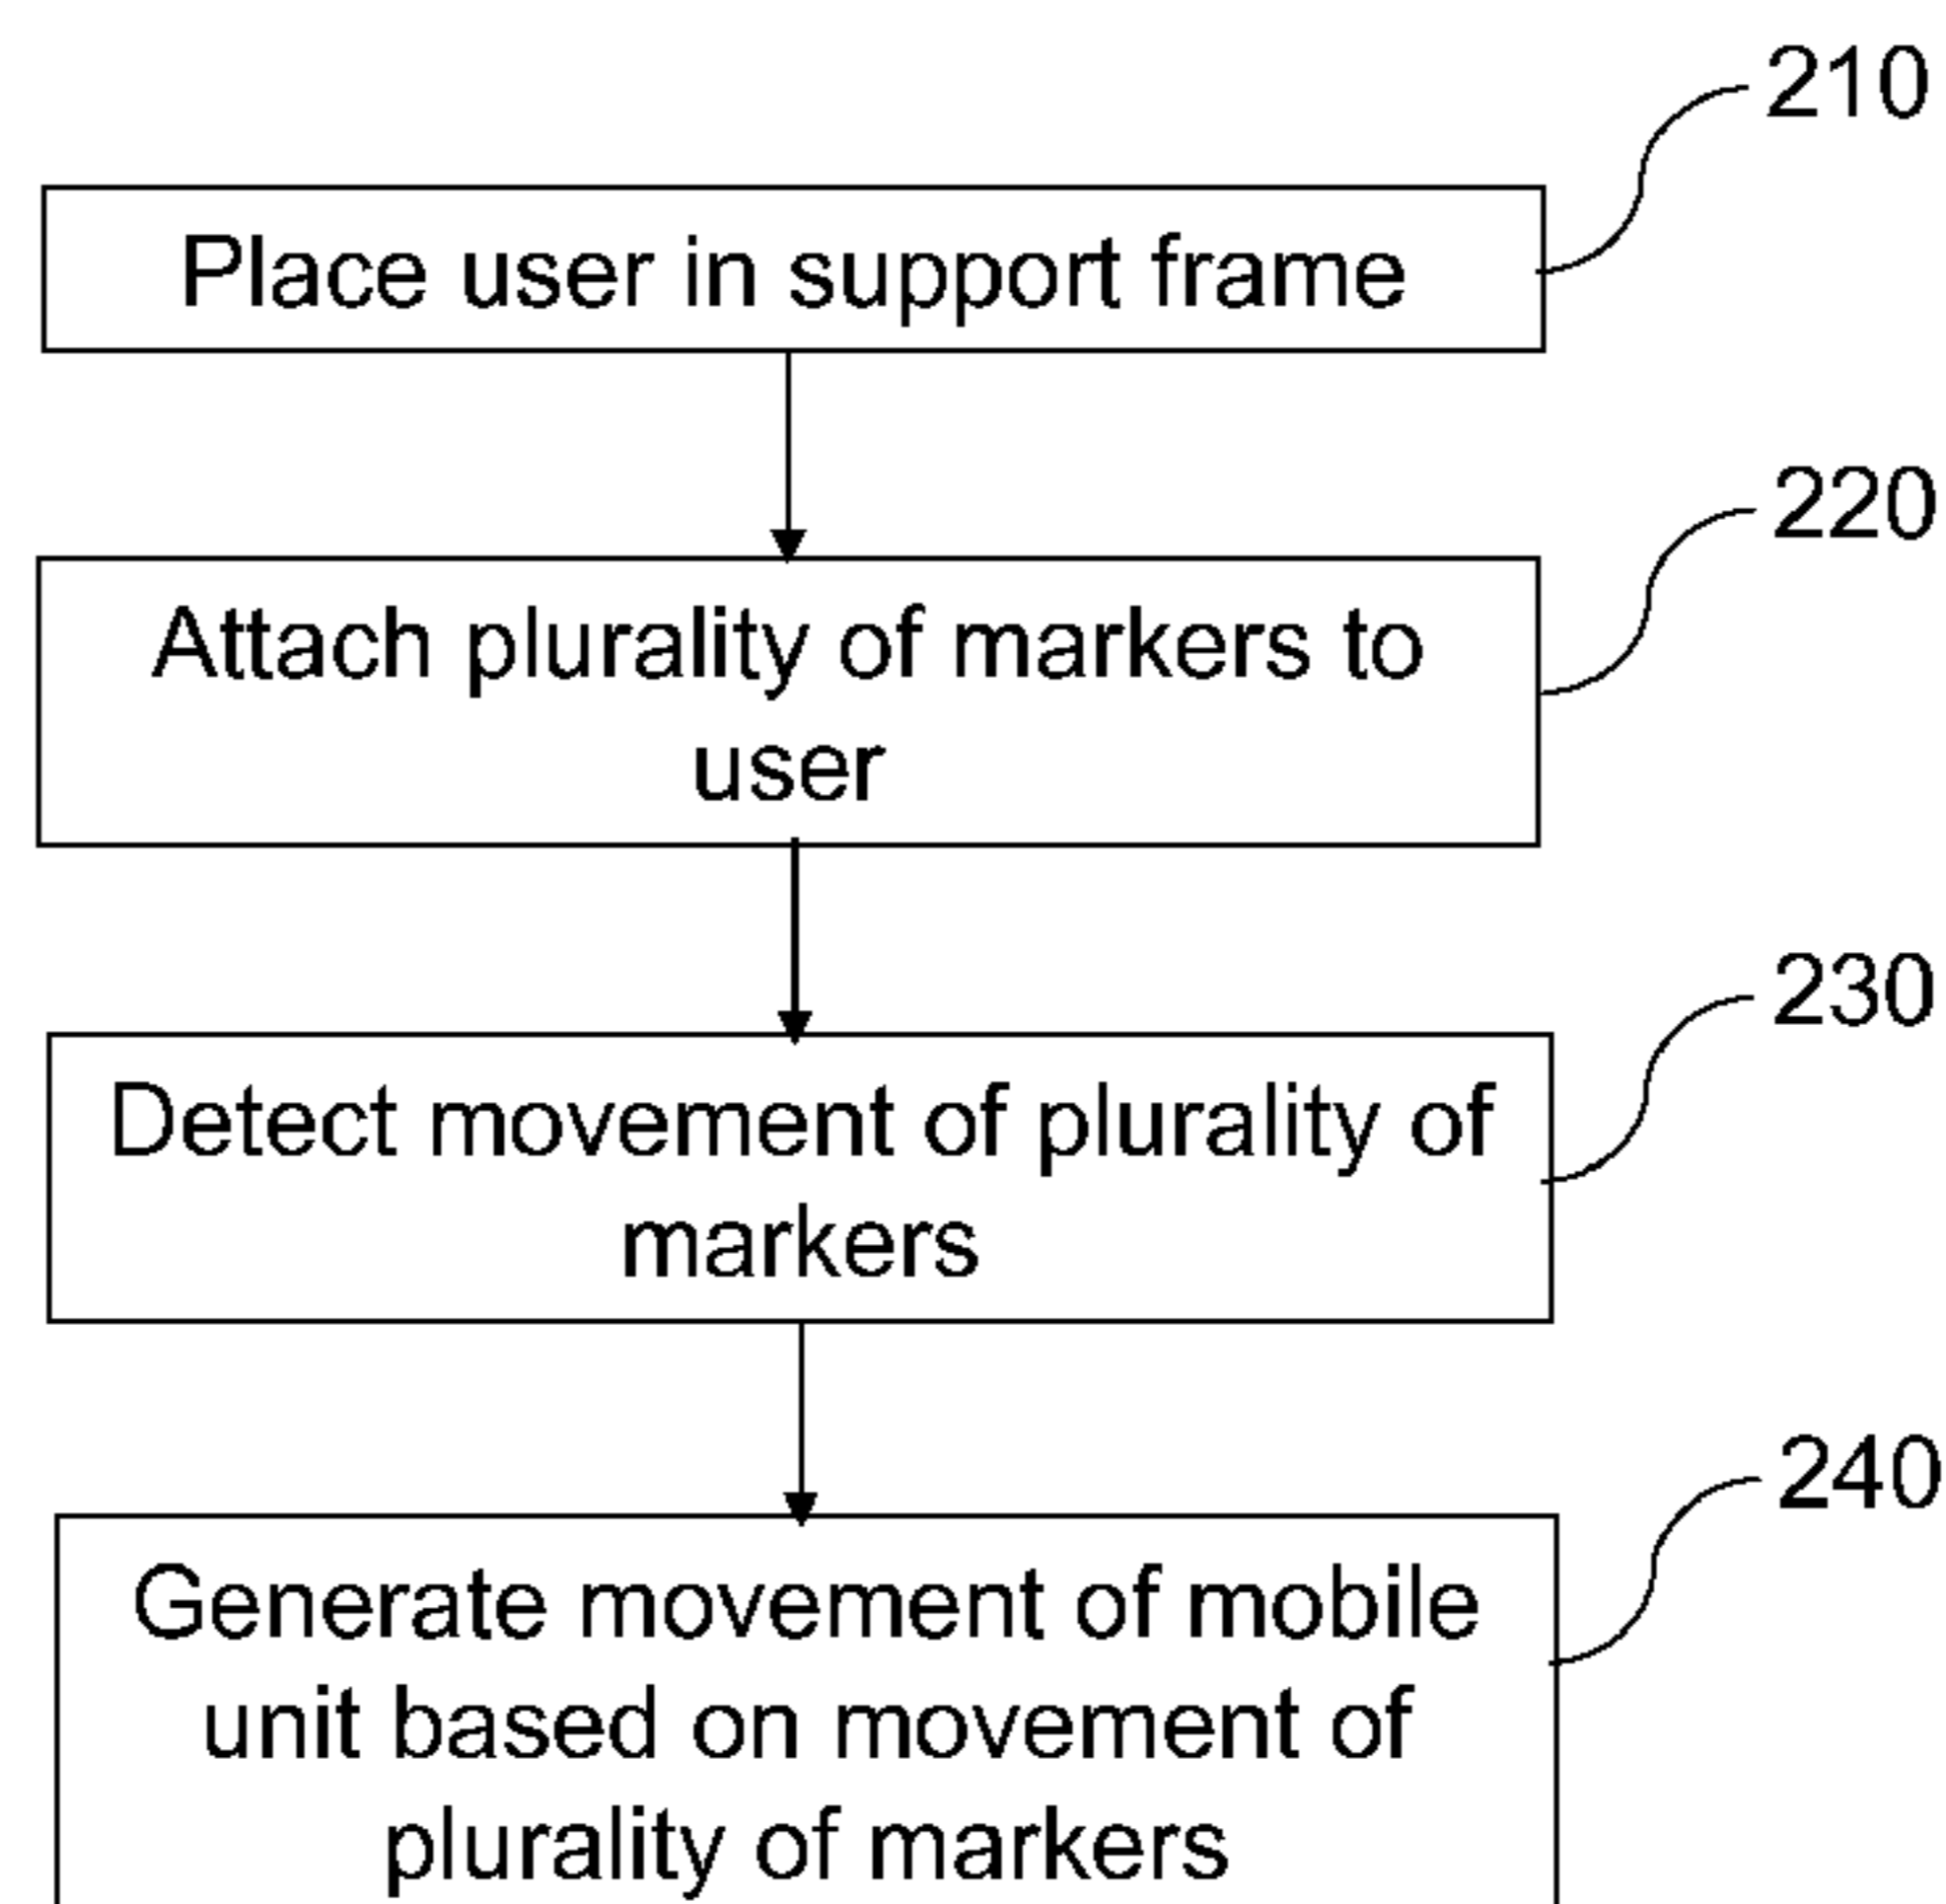 210
Place user in support frame
220
Attach plurality of markers to
user
230
Detect movement of plurality of
markers
240
Generate movement of mobile
unit based on movement of
plurality of markers